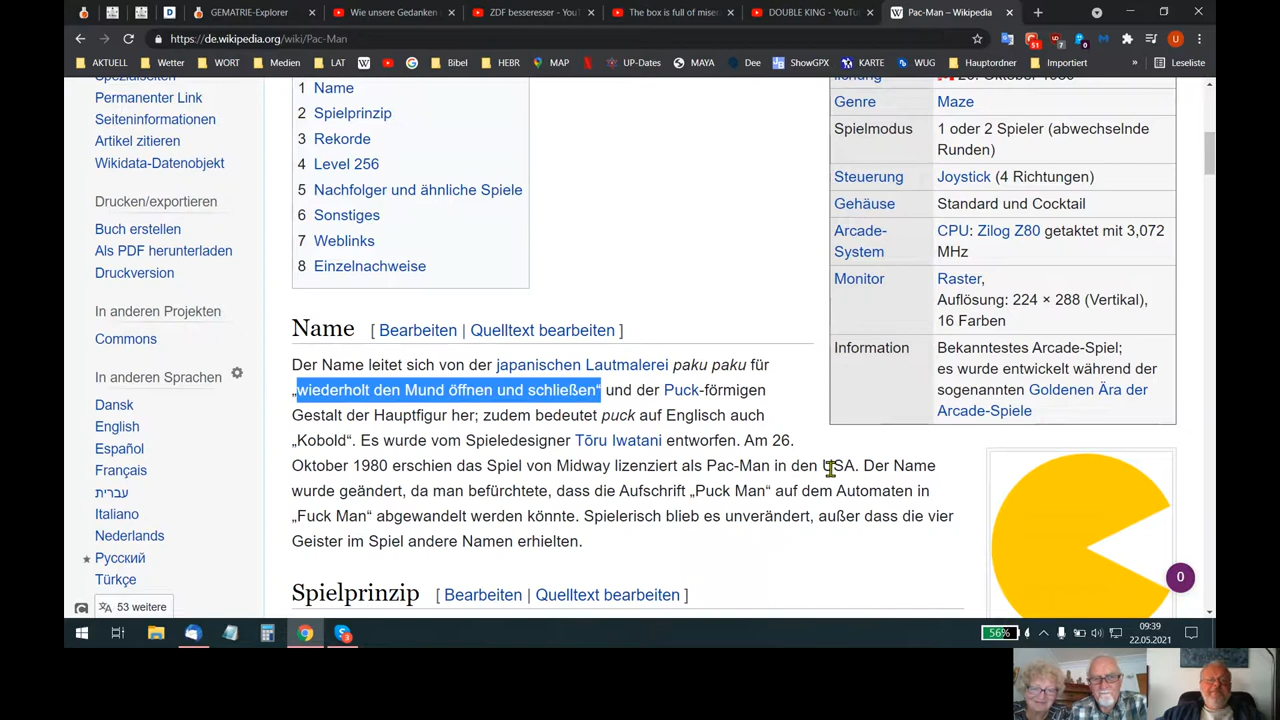 GEMATRIE-Explorer
Wie unsere Gedanken
ZDF besseresser - YouT
The box is full of miser
DOUBLE KING - YouTu
Pac-Man – Wikipedia
https://de.wikipedia.org/wiki/Pac-Man
51
7
0
U
AKTUELL
Wetter
WORT
Medien
LAT
Bibel
HEBR
MAP
UP-Dates
MAYA
Dee
ShowGPX
KARTE
WUG
Hauptordner
Importiert
»
Leseliste
Permanenter Link
Seiteninformationen
Artikel zitieren
Wikidata-Datenobjekt
Drucken/exportieren
Buch erstellen
Als PDF herunterladen
Druckversion
In anderen Projekten
Commons
In anderen Sprachen
Dansk
English
Español
Français
עברית
Italiano
Nederlands
Русский
Türkçe
53 weitere
1 Name
2 Spielprinzip
3 Rekorde
4 Level 256
5 Nachfolger und ähnliche Spiele
6 Sonstiges
7 Weblinks
8 Einzelnachweise
Name [ Bearbeiten | Quelltext bearbeiten ]
Der Name leitet sich von der japanischen Lautmalerei paku paku für
„wiederholt den Mund öffnen und schließen“ und der Puck-förmigen
Gestalt der Hauptfigur her; zudem bedeutet puck auf Englisch auch
„Kobold“. Es wurde vom Spieledesigner Tōru Iwatani entworfen. Am 26.
Oktober 1980 erschien das Spiel von Midway lizenziert als Pac-Man in den USA. Der Name
wurde geändert, da man befürchtete, dass die Aufschrift „Puck Man“ auf dem Automaten in
„Fuck Man“ abgewandelt werden könnte. Spielerisch blieb es unverändert, außer dass die vier
Geister im Spiel andere Namen erhielten.
Spielprinzip [ Bearbeiten | Quelltext bearbeiten ]
Genre Maze
Spielmodus 1 oder 2 Spieler (abwechselnde
Runden)
Steuerung Joystick (4 Richtungen)
Gehäuse Standard und Cocktail
Arcade- CPU: Zilog Z80 getaktet mit 3,072
System MHz
Monitor Raster,
Auflösung: 224 × 288 (Vertikal),
16 Farben
Information Bekanntestes Arcade-Spiel;
es wurde entwickelt während der
sogenannten Goldenen Ära der
Arcade-Spiele
0
3
56%
09:39
22.05.2021